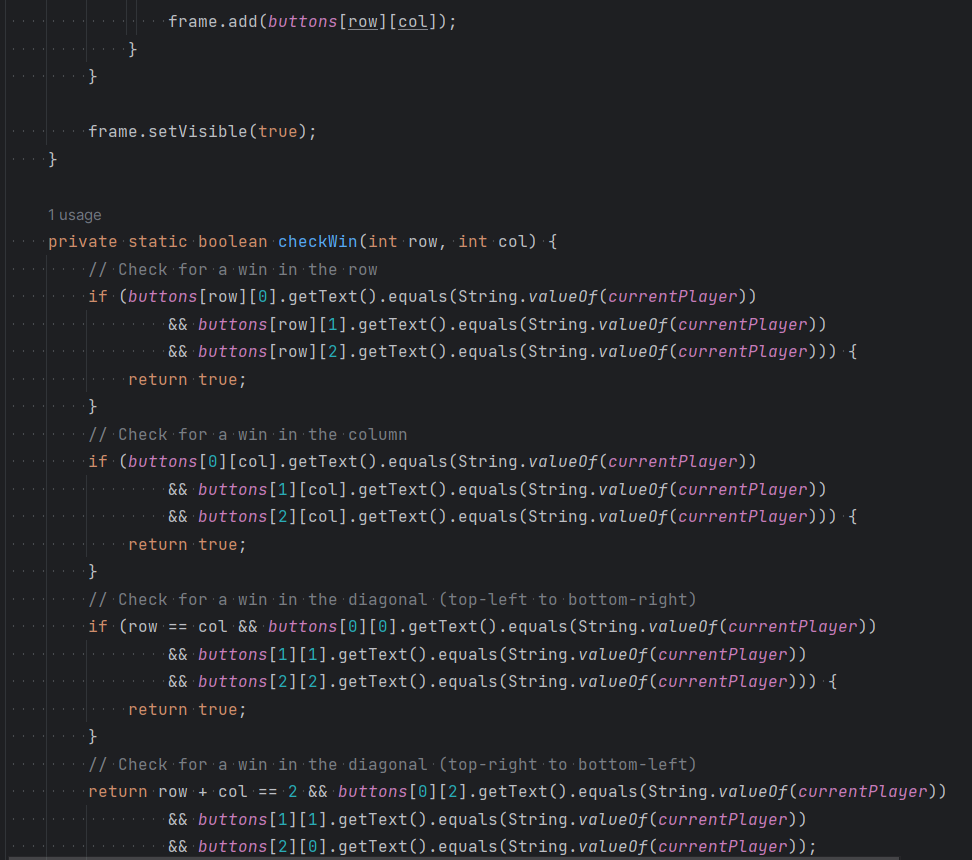 frame.add(buttons[row][col]);
}
}
frame.setVisible(true);
}
1 usage
private static boolean checkWin(int row, int col) {
// Check for a win in the row
if (buttons[row][0].getText().equals(String.valueOf(currentPlayer))
&& buttons[row][1].getText().equals(String.valueOf(currentPlayer))
&& buttons[row][2].getText().equals(String.valueOf(currentPlayer))) {
return true;
}
// Check for a win in the column
if (buttons[0][col].getText().equals(String.valueOf(currentPlayer))
&& buttons[1][col].getText().equals(String.valueOf(currentPlayer))
&& buttons[2][col].getText().equals(String.valueOf(currentPlayer))) {
return true;
}
// Check for a win in the diagonal (top-left to bottom-right)
if (row == col && buttons[0][0].getText().equals(String.valueOf(currentPlayer))
&& buttons[1][1].getText().equals(String.valueOf(currentPlayer))
&& buttons[2][2].getText().equals(String.valueOf(currentPlayer))) {
return true;
}
// Check for a win in the diagonal (top-right to bottom-left)
return row + col == 2 && buttons[0][2].getText().equals(String.valueOf(currentPlayer))
&& buttons[1][1].getText().equals(String.valueOf(currentPlayer))
&& buttons[2][0].getText().equals(String.valueOf(currentPlayer));